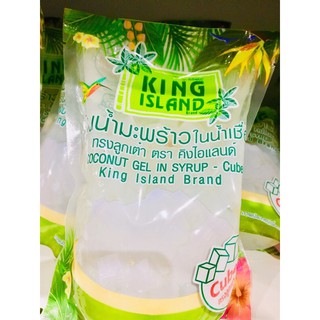 KING
ISLAND
น้ำมะพร้าวในน้ำเชื่
ทรงลูกเต๋า ตรา คิงไอแลนด์
COCONUT GEL IN SYRUP - Cube
King Island Brand
Cube